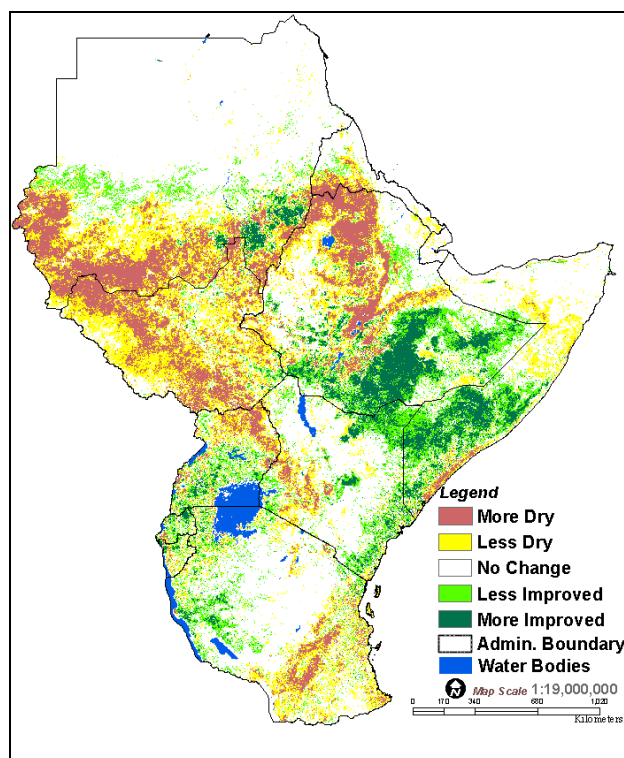 Legend
More Dry
Less Dry
No Change
Less Improved
More Improved
Admin. Boundary
Water Bodies
N Map Scale 1:19,000,000
0 170 340 680 1,020
Kilometers